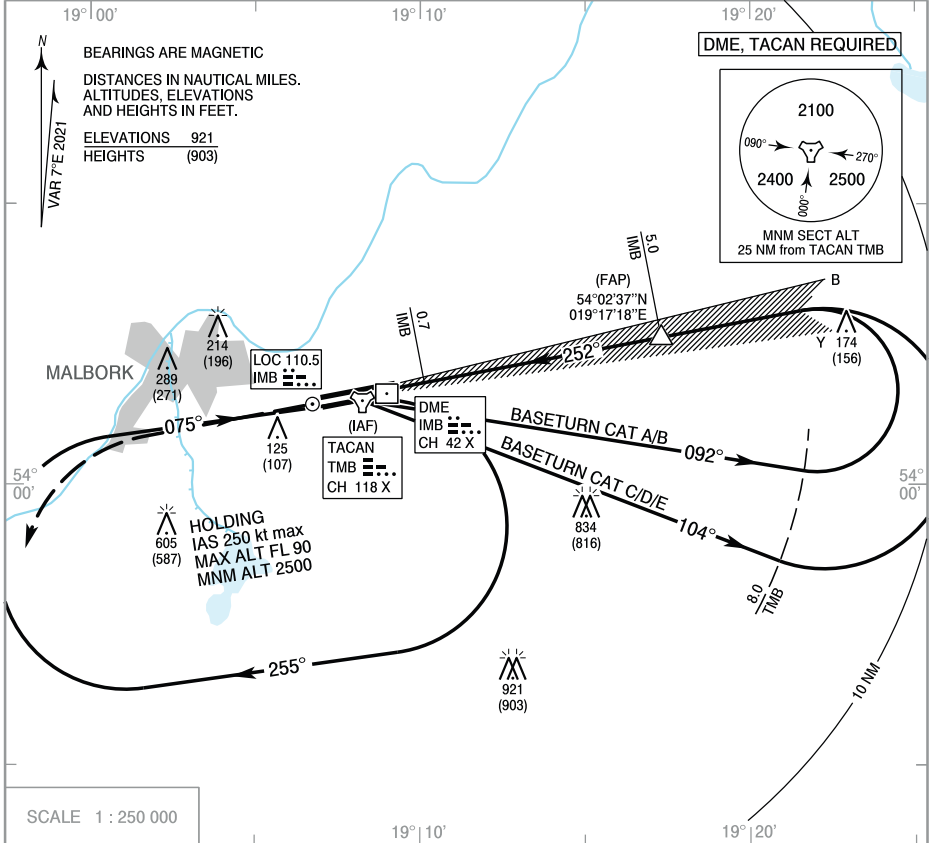 19° 00'
19° 10'
19° 20'
N
VAR 7°E 2021
BEARINGS ARE MAGNETIC
DISTANCES IN NAUTICAL MILES.
ALTITUDES, ELEVATIONS
AND HEIGHTS IN FEET.
ELEVATIONS 921
HEIGHTS (903)
DME, TACAN REQUIRED
2100
090°
270°
2400
2500
000°
MNM SECT ALT
25 NM from TACAN TMB
5.0
IMB
(FAP)
54°02'37"N
019°17'18"E
B
Y
174
(156)
0.7
IMB
252°
214
(196)
MALBORK
289
(271)
LOC 110.5
IMB
075°
125
(107)
(IAF)
TACAN
TMB
CH 118 X
DME
IMB
CH 42 X
BASETURN CAT A/B
092°
BASETURN CAT C/D/E
104°
54°
00'
54°
00'
834
(816)
605
(587)
HOLDING
IAS 250 kt max
MAX ALT FL 90
MNM ALT 2500
8.0
TMB
255°
921
(903)
10 NM
SCALE 1 : 250 000
19° 10'
19° 20'